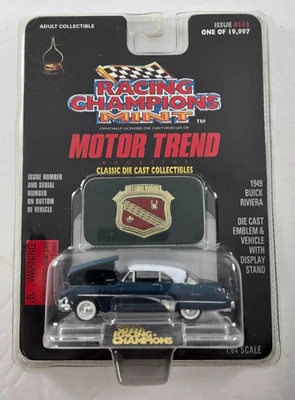 ADULT COLLECTIBLE
ISSUE #113
ONE OF 19,997
RACING
CHAMPIONS
MINT
OFFICIALLY LICENSED DIE CAST VEHICLES OF
MOTOR TREND
MAGAZINE
CLASSIC DIE CAST COLLECTIBLES
ISSUE NUMBER
AND SERIAL
NUMBER
ON BOTTOM
OF VEHICLE
1949
BUICK
RIVIERA
DIE CAST
EMBLEM &
VEHICLE
WITH
DISPLAY
STAND
WARNING:
RACING
CHAMPIONS
1:64 SCALE